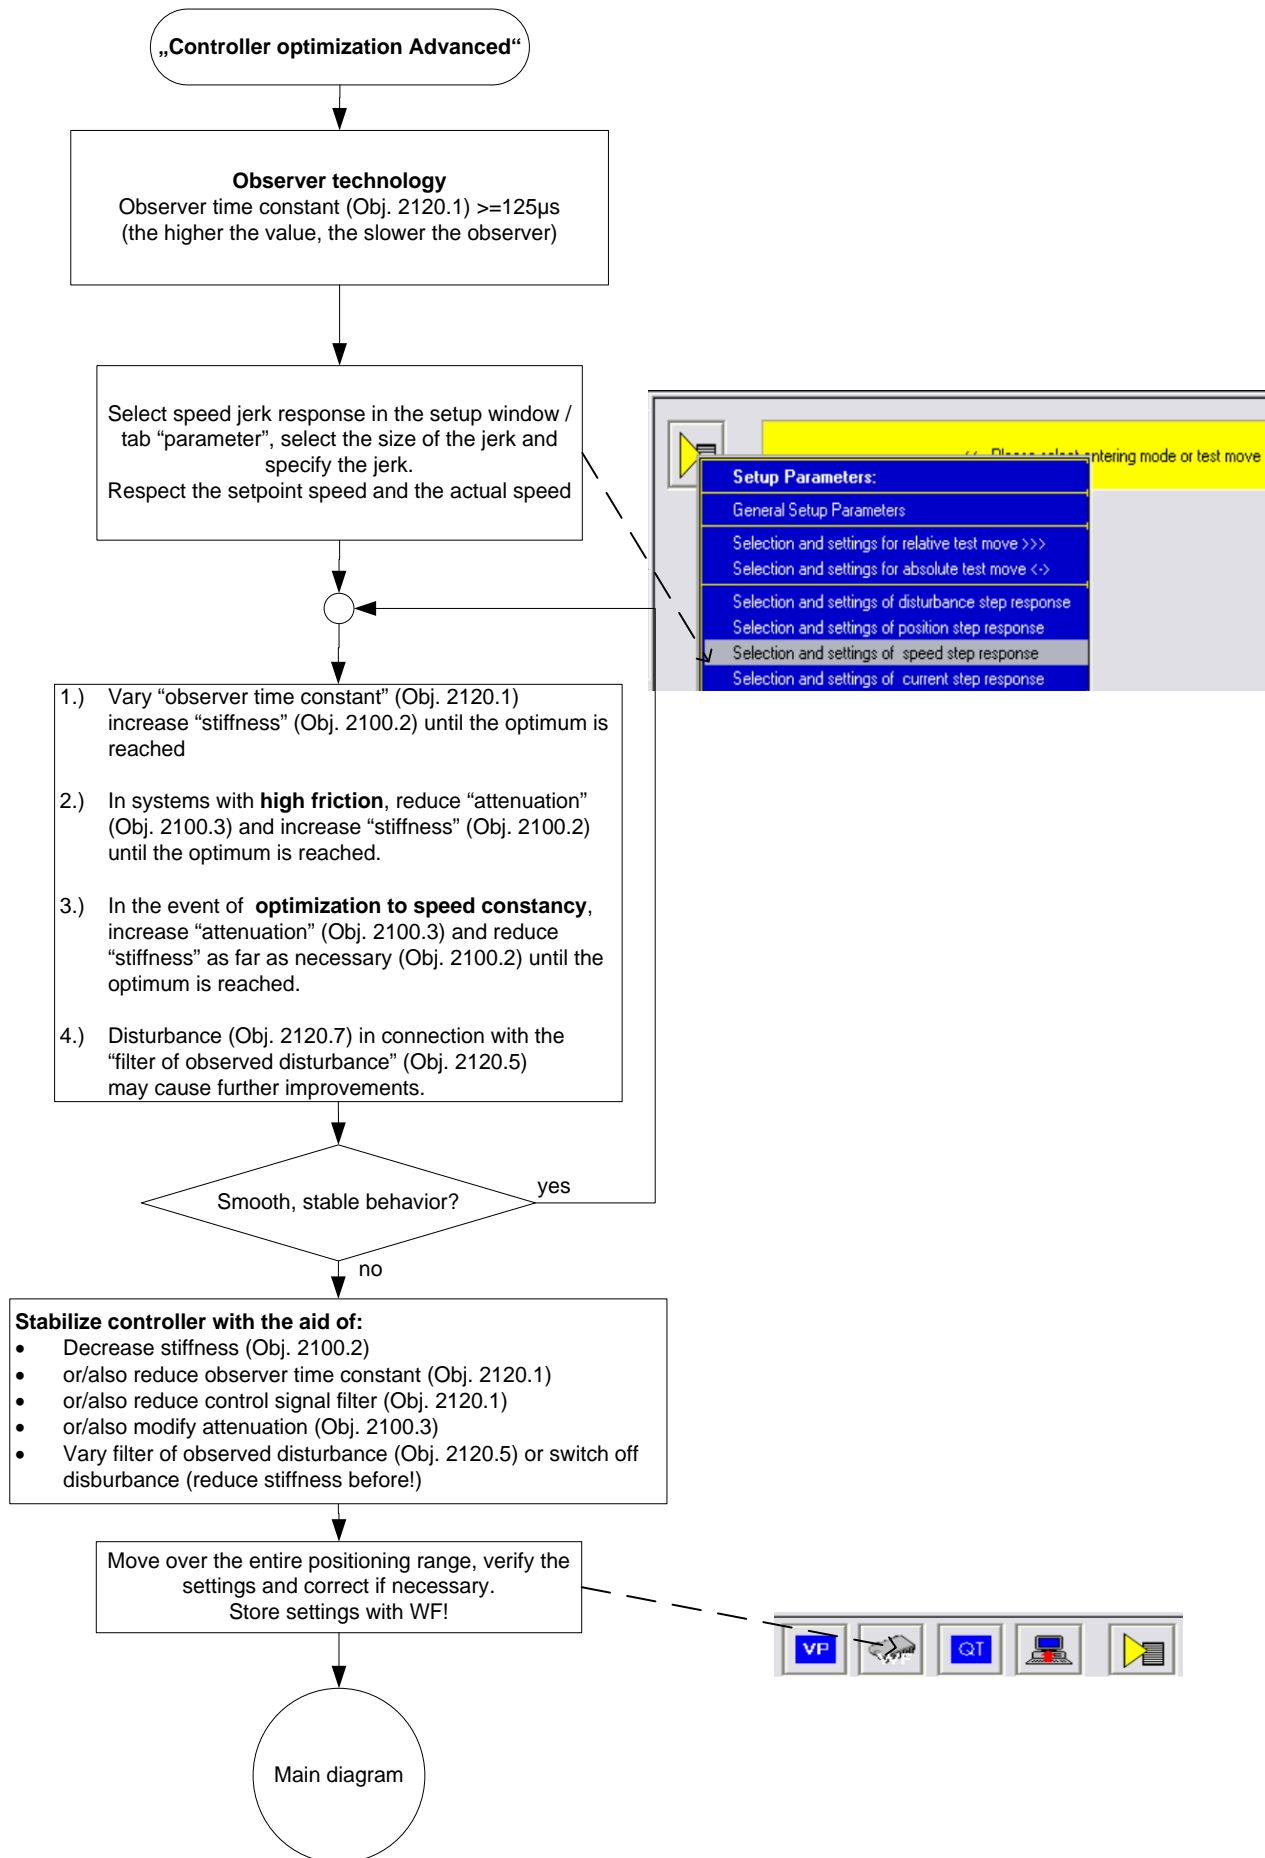 „Controller optimization Advanced“
Observer technology
Observer time constant (Obj. 2120.1) >=125µs
(the higher the value, the slower the observer)
Select speed jerk response in the setup window /
tab “parameter”, select the size of the jerk and
specify the jerk.
Respect the setpoint speed and the actual speed
<< Please select entering mode or test move
Setup Parameters:
General Setup Parameters
Selection and settings for relative test move >>>
Selection and settings for absolute test move <->
Selection and settings of disturbance step response
Selection and settings of position step response
Selection and settings of speed step response
Selection and settings of current step response
1.) Vary “observer time constant” (Obj. 2120.1)
increase “stiffness” (Obj. 2100.2) until the optimum is
reached
2.) In systems with high friction, reduce “attenuation”
(Obj. 2100.3) and increase “stiffness” (Obj. 2100.2)
until the optimum is reached.
3.) In the event of optimization to speed constancy,
increase “attenuation” (Obj. 2100.3) and reduce
“stiffness” as far as necessary (Obj. 2100.2) until the
optimum is reached.
4.) Disturbance (Obj. 2120.7) in connection with the
“filter of observed disturbance” (Obj. 2120.5)
may cause further improvements.
Smooth, stable behavior?
yes
no
Stabilize controller with the aid of:
• Decrease stiffness (Obj. 2100.2)
• or/also reduce observer time constant (Obj. 2120.1)
• or/also reduce control signal filter (Obj. 2120.1)
• or/also modify attenuation (Obj. 2100.3)
• Vary filter of observed disturbance (Obj. 2120.5) or switch off
disburbance (reduce stiffness before!)
Move over the entire positioning range, verify the
settings and correct if necessary.
Store settings with WF!
VP
QT
Main diagram